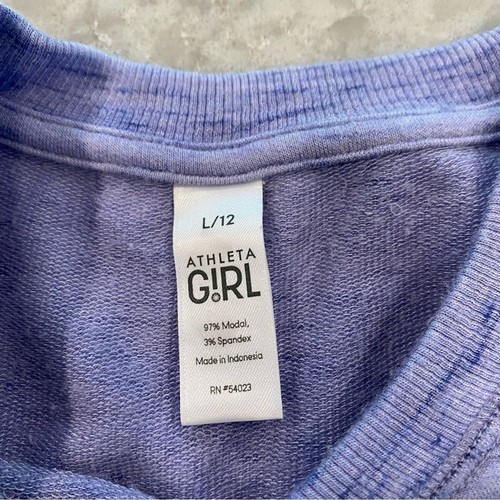 L/12
ATHLETA
G!RL
97% Modal,
3% Spandex
Made in Indonesia
RN #54023